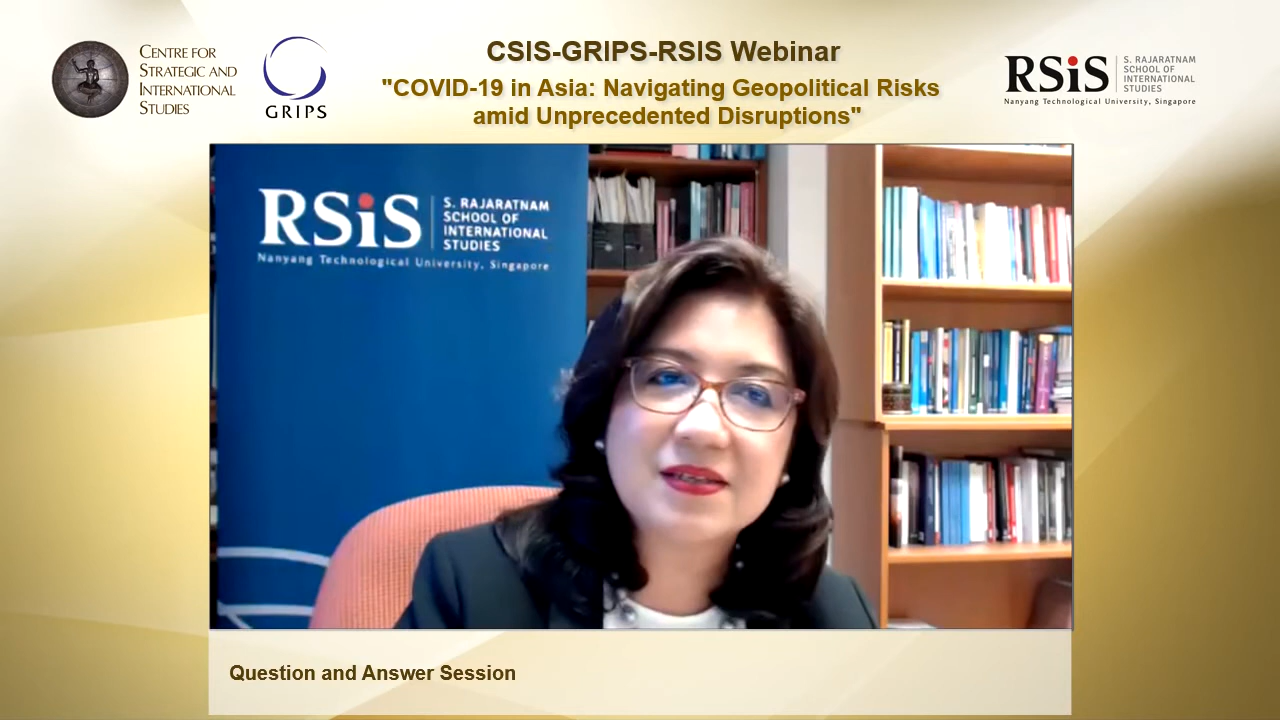 CENTRE FOR
STRATEGIC AND
INTERNATIONAL
STUDIES
GRIPS
CSIS-GRIPS-RSIS Webinar
"COVID-19 in Asia: Navigating Geopolitical Risks
amid Unprecedented Disruptions"
RSiS
S. RAJARATNAM
SCHOOL OF
INTERNATIONAL
STUDIES
Nanyang Technological University, Singapore
RSiS
S. RAJARATNAM
SCHOOL OF
INTERNATIONAL
STUDIES
Nanyang Technological University, Singapore
Question and Answer Session